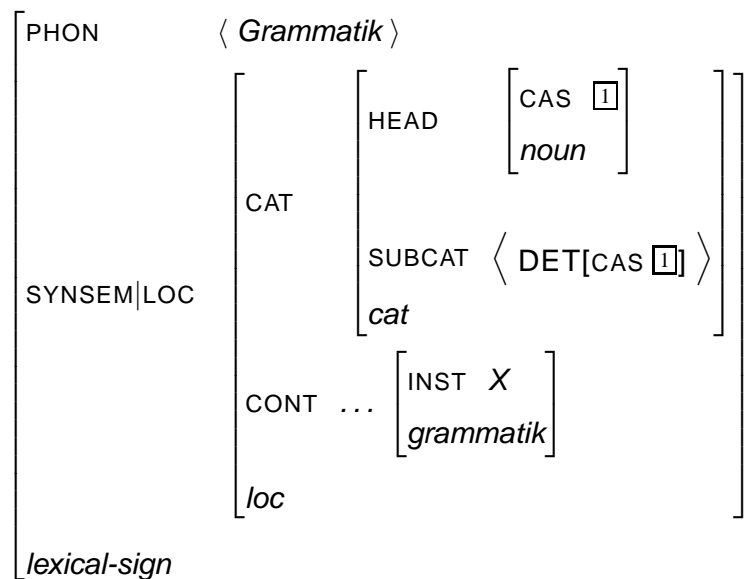 PHON ⟨ Grammatik ⟩
CAS 1
HEAD
noun
CAT
SUBCAT ⟨ DET[CAS 1] ⟩
SYNSEM|LOC
cat
INST X
CONT ...
grammatik
loc
lexical-sign